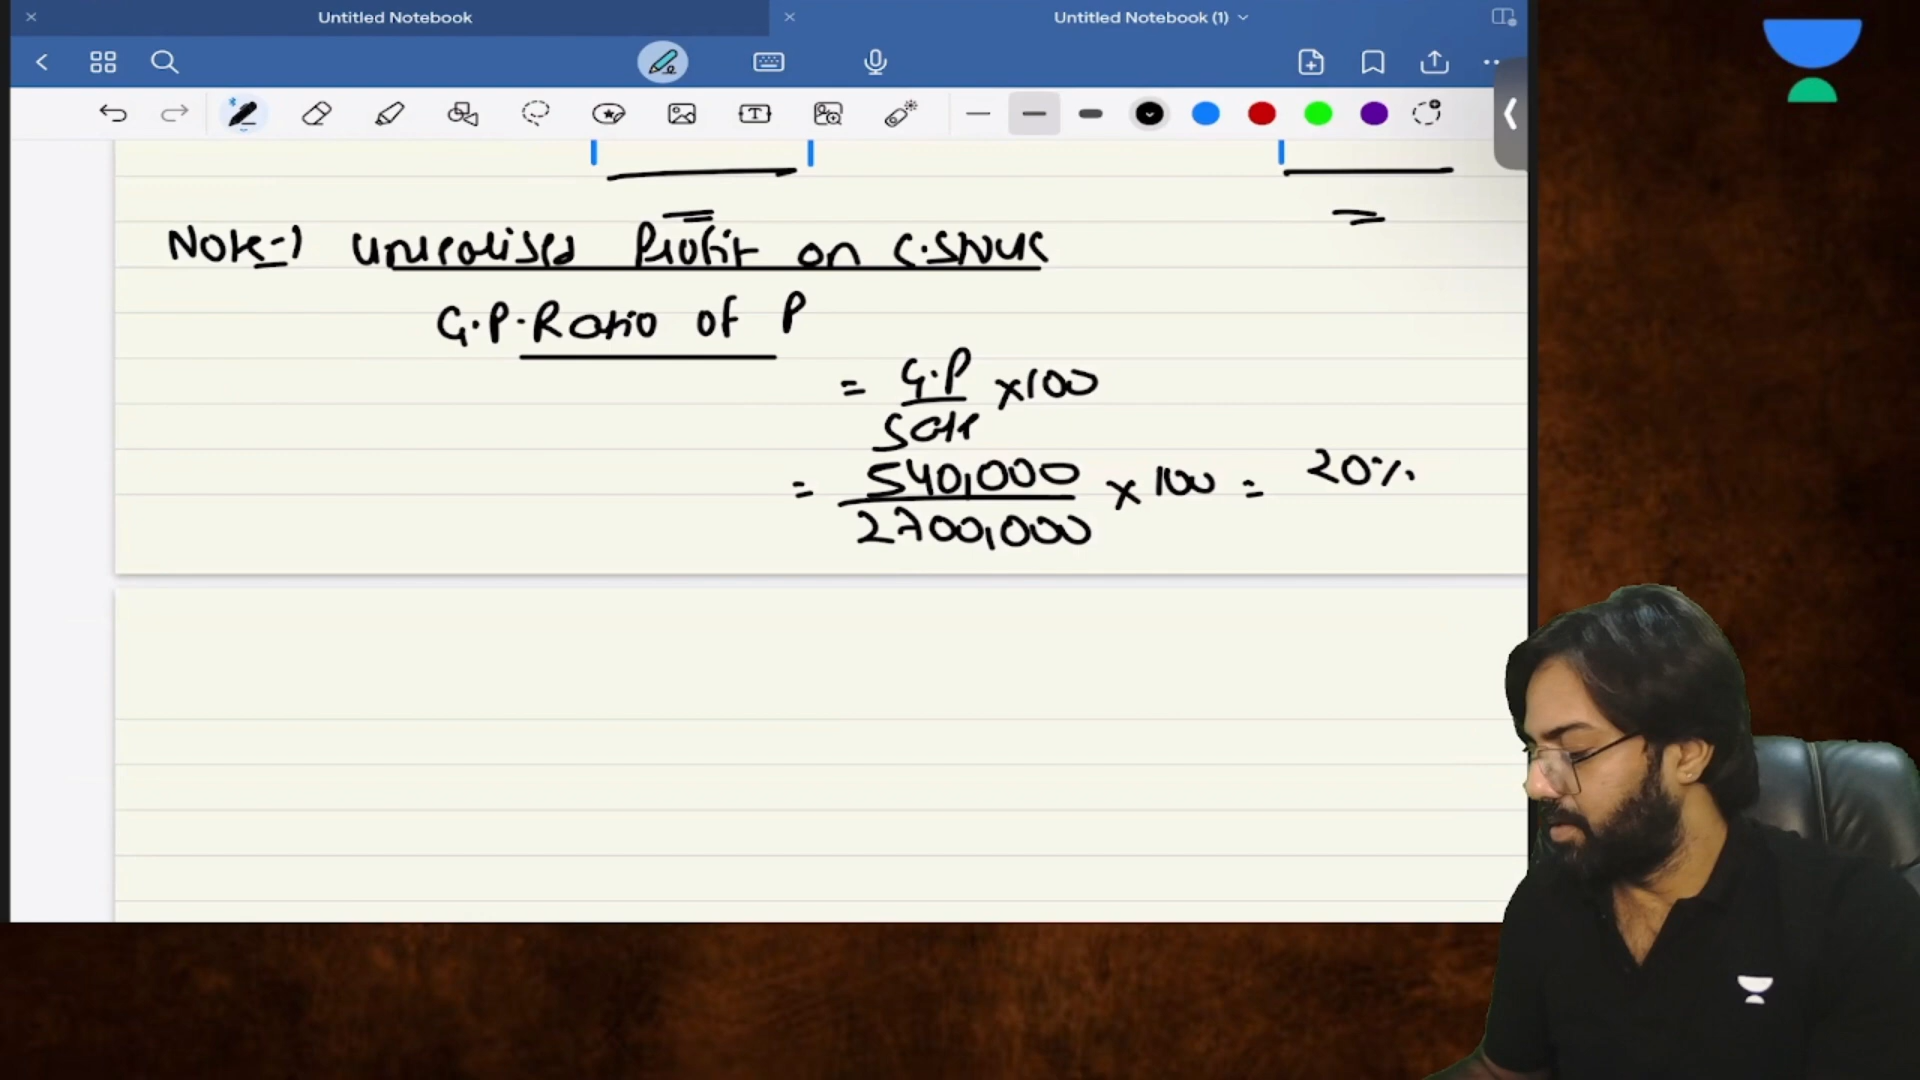 Untitled Notebook
Untitled Notebook (1)
Note-1 Unrealised Profit on C.Stock
G.P. Ratio of P
= G.P x 100
Sale
= 540,000 x 100 = 20%
2700,000